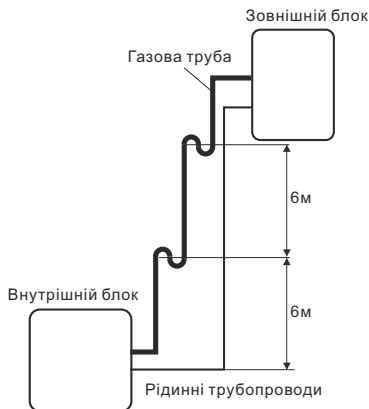 Зовнішній блок
Газова труба
6м
Внутрішній блок
6м
Рідинні трубопроводи